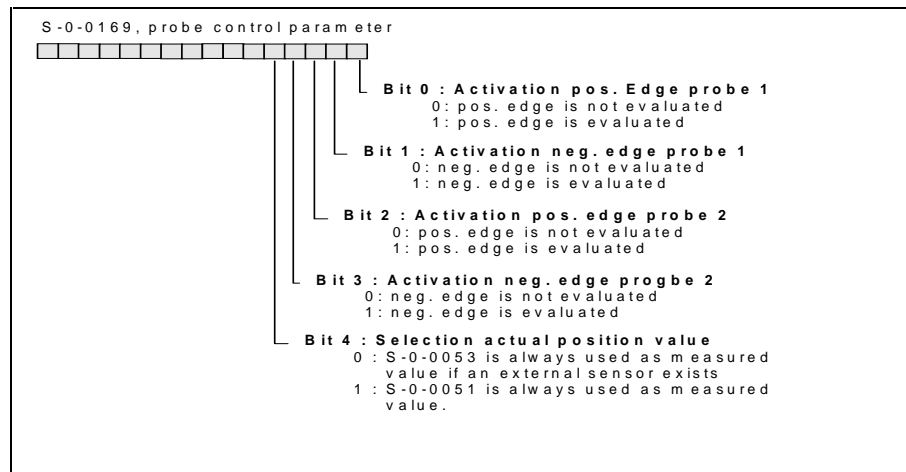 S-0-0169, probe control parameter
Bit 0 : Activation pos. Edge probe 1
0: pos. edge is not evaluated
1: pos. edge is evaluated
Bit 1 : Activation neg. edge probe 1
0: neg. edge is not evaluated
1: neg. edge is evaluated
Bit 2 : Activation pos. edge probe 2
0: pos. edge is not evaluated
1: pos. edge is evaluated
Bit 3 : Activation neg. edge progbe 2
0: neg. edge is not evaluated
1: neg. edge is evaluated
Bit 4 : Selection actual position value
0 : S-0-0053 is always used as measured
value if an external sensor exists
1 : S-0-0051 is always used as measured
value.